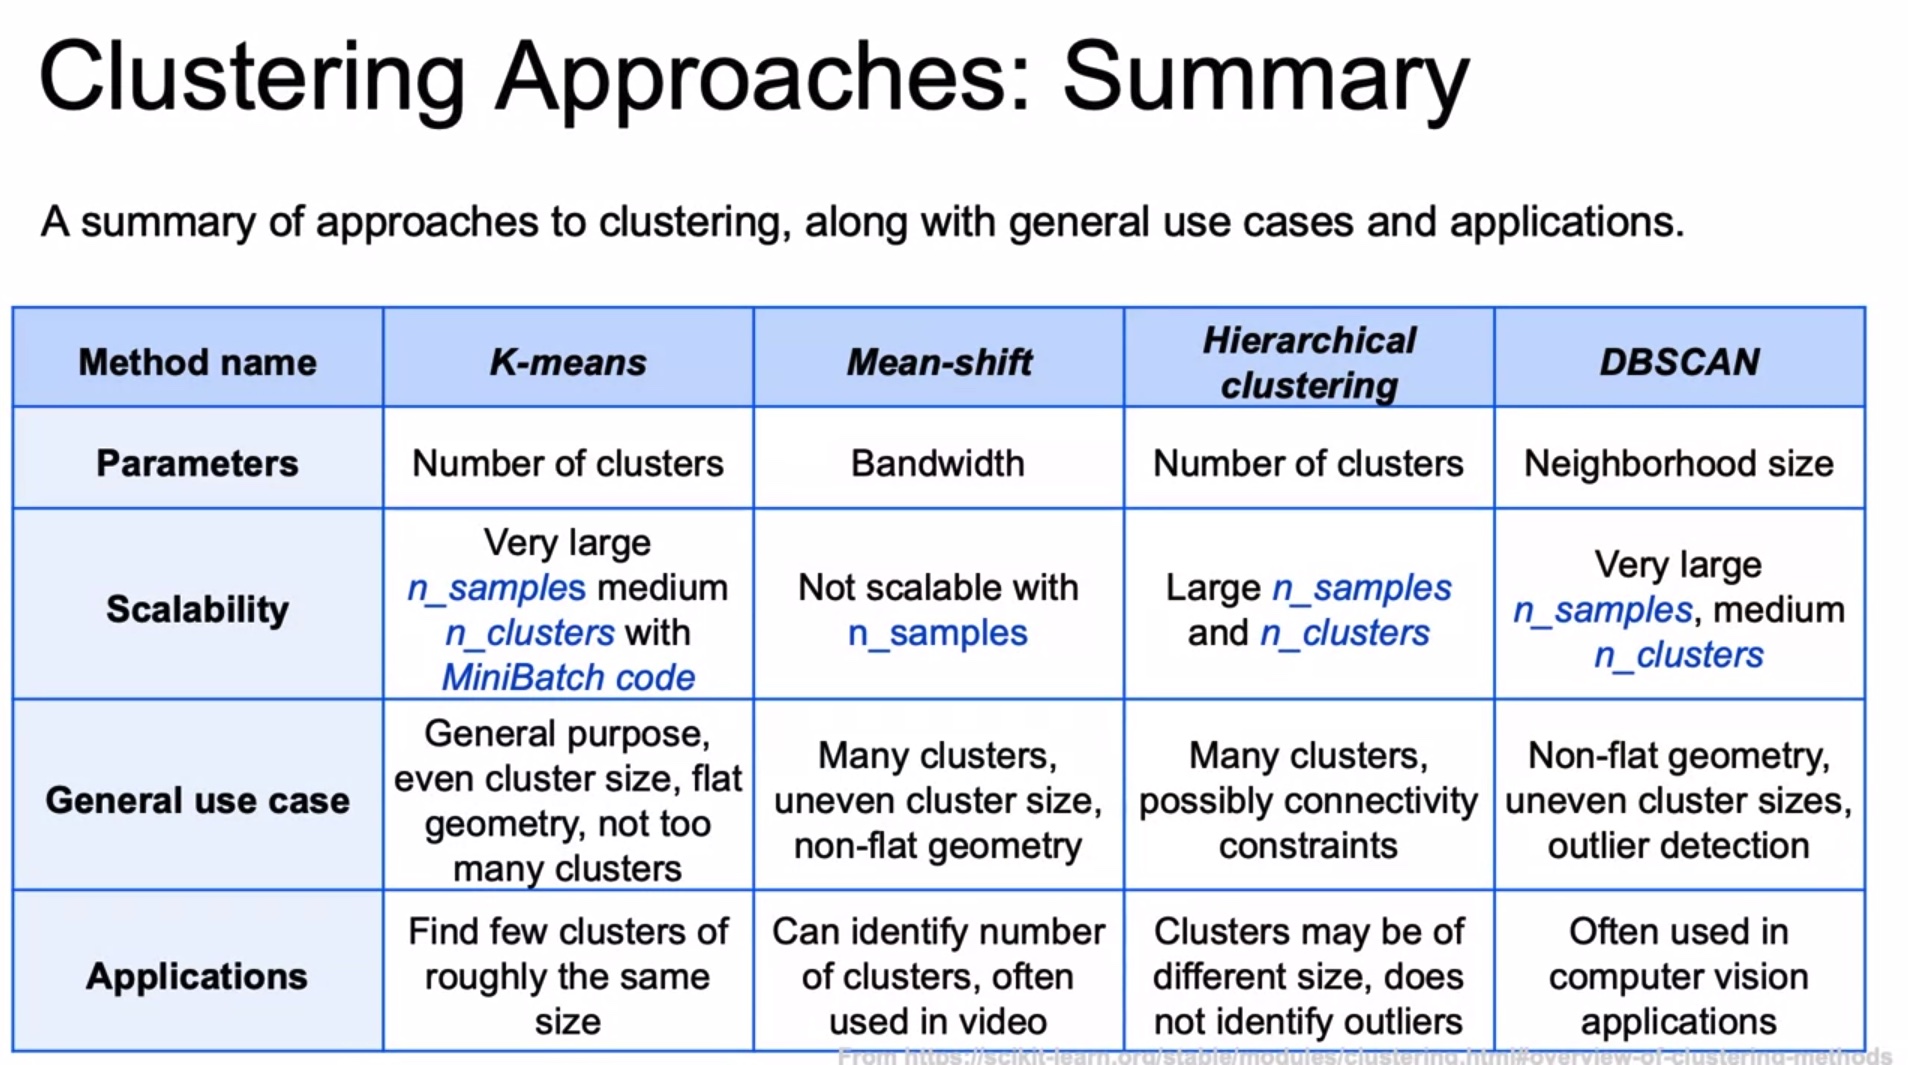 Clustering Approaches: Summary
A summary of approaches to clustering, along with general use cases and applications.
Method name
K-means
Mean-shift
Hierarchical
clustering
DBSCAN
Parameters
Number of clusters
Bandwidth
Number of clusters
Neighborhood size
Scalability
Very large
n_samples medium
n_clusters with
MiniBatch code
Not scalable with
n_samples
Large n_samples
and n_clusters
Very large
n_samples, medium
n_clusters
General use case
General purpose,
even cluster size, flat
geometry, not too
many clusters
Many clusters,
uneven cluster size,
non-flat geometry
Many clusters,
possibly connectivity
constraints
Non-flat geometry,
uneven cluster sizes,
outlier detection
Applications
Find few clusters of
roughly the same
size
Can identify number
of clusters, often
used in video
Clusters may be of
different size, does
not identify outliers
Often used in
computer vision
applications
From https://scikit-learn.org/stable/modules/clustering.html#overview-of-clustering-methods